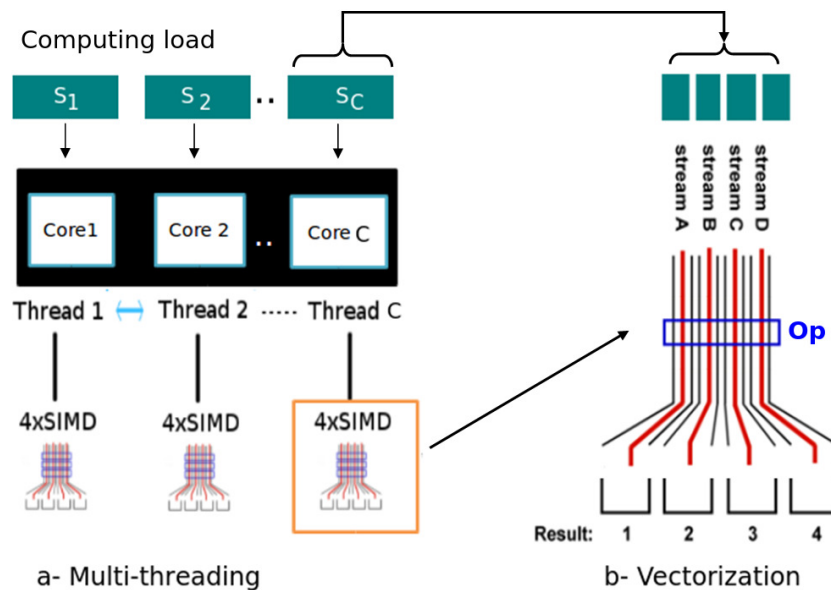 Computing load
S1 S2 .. SC
Core1 Core 2 .. Core C
Thread 1 Thread 2 ----- Thread C
4xSIMD 4xSIMD 4xSIMD
a- Multi-threading
stream A
stream B
stream C
stream D
Op
Result: 1 2 3 4
b- Vectorization